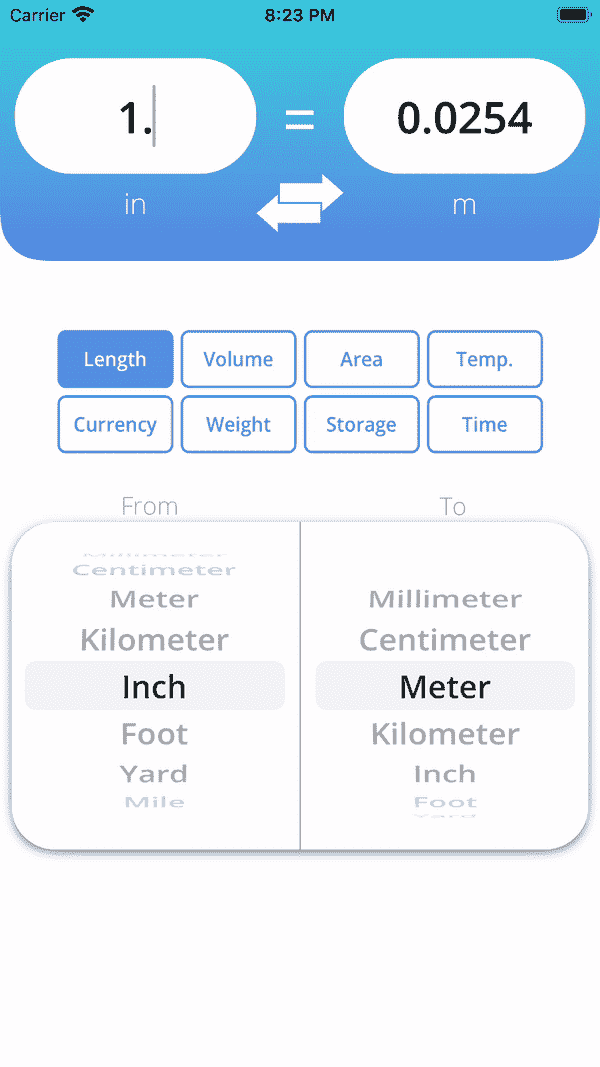 Carrier 8:23 PM
1. = 0.0254
in m
Length Volume Area Temp.
Currency Weight Storage Time
From To
Millimeter
Centimeter
Meter Millimeter
Kilometer Centimeter
Inch Meter
Foot Kilometer
Yard Inch
Mile Foot
Yard